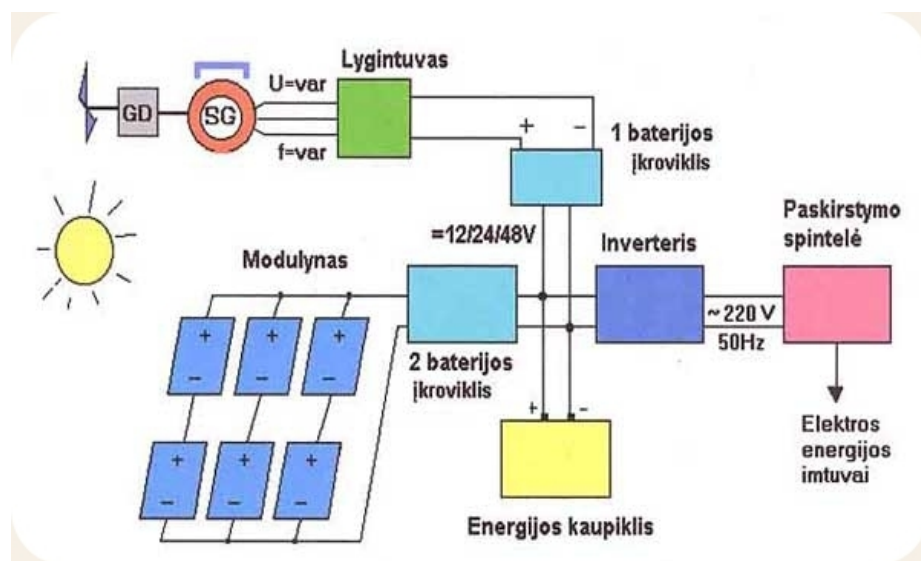 Lygintuvas
U=var
GD
SG
f=var
+
−
1 baterijos
įkroviklis
=12/24/48V
Inverteris
Paskirstymo
spintelė
Modulynas
~220 V
50Hz
2 baterijos
įkroviklis
+
+
+
−
−
−
+
−
+
+
+
−
−
−
Elektros
energijos
imtuvai
Energijos kaupiklis